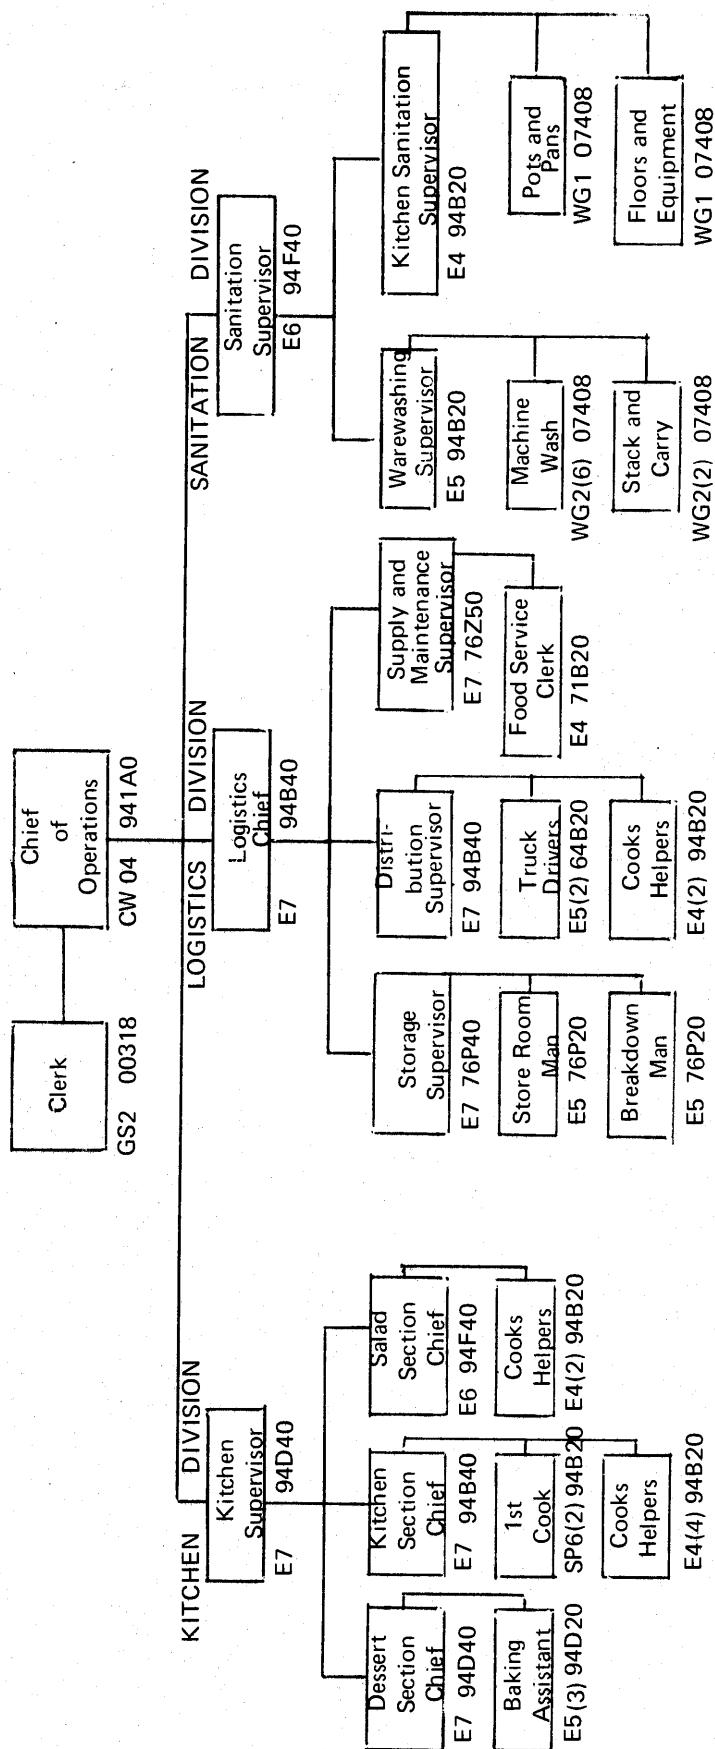 Clerk
GS2 00318
Chief
of
Operations
CW 04 941A0
KITCHEN DIVISION
Kitchen
Supervisor
E7 94D40
LOGISTICS DIVISION
Logistics
Chief
E7 94B40
SANITATION DIVISION
Sanitation
Supervisor
E6 94F40
Dessert
Section
Chief
E7 94D40
Baking
Assistant
E5(3) 94D20
Kitchen
Section
Chief
E7 94B40
1st
Cook
SP6(2) 94B20
Cooks
Helpers
E4(4) 94B20
Salad
Section
Chief
E6 94F40
Cooks
Helpers
E4(2) 94B20
Storage
Supervisor
E7 76P40
Store Room
Man
E5 76P20
Breakdown
Man
E5 76P20
Distri-
bution
Supervisor
E7 94B40
Truck
Drivers
E5(2) 64B20
Cooks
Helpers
E4(2) 94B20
Supply and
Maintenance
Supervisor
E7 76Z50
Food Service
Clerk
E4 71B20
Warewashing
Supervisor
E5 94B20
Machine
Wash
WG2(6) 07408
Stack and
Carry
WG2(2) 07408
Kitchen Sanitation
Supervisor
E4 94B20
Pots and
Pans
WG1 07408
Floors and
Equipment
WG1 07408